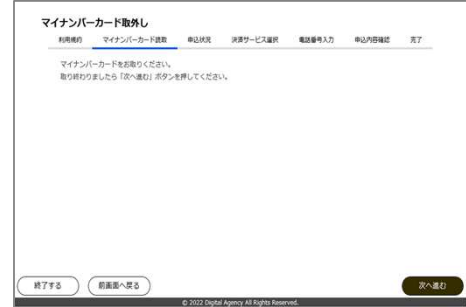 マイナンバーカード取外し
利用規約 マイナンバーカード読取 申込状況 決済サービス選択 電話番号入力 申込内容確認 完了
マイナンバーカードをお取りください。
取り終わりましたら「次へ進む」ボタンを押してください。
終了する 前画面へ戻る 次へ進む
© 2022 Digital Agency All Rights Reserved.